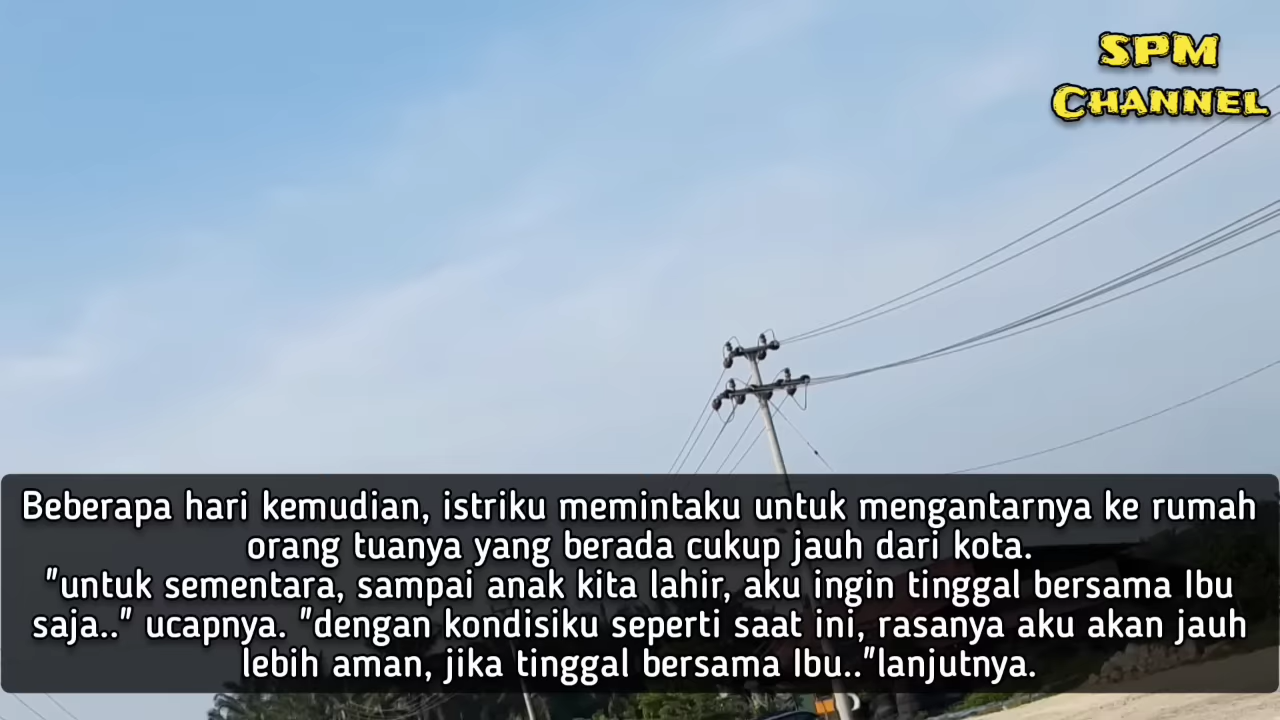 SPM
CHANNEL
Beberapa hari kemudian, istriku memintaku untuk mengantarnya ke rumah
orang tuanya yang berada cukup jauh dari kota.
"untuk sementara, sampai anak kita lahir, aku ingin tinggal bersama Ibu
saja.." ucapnya. "dengan kondisiku seperti saat ini, rasanya aku akan jauh
lebih aman, jika tinggal bersama Ibu.."lanjutnya.